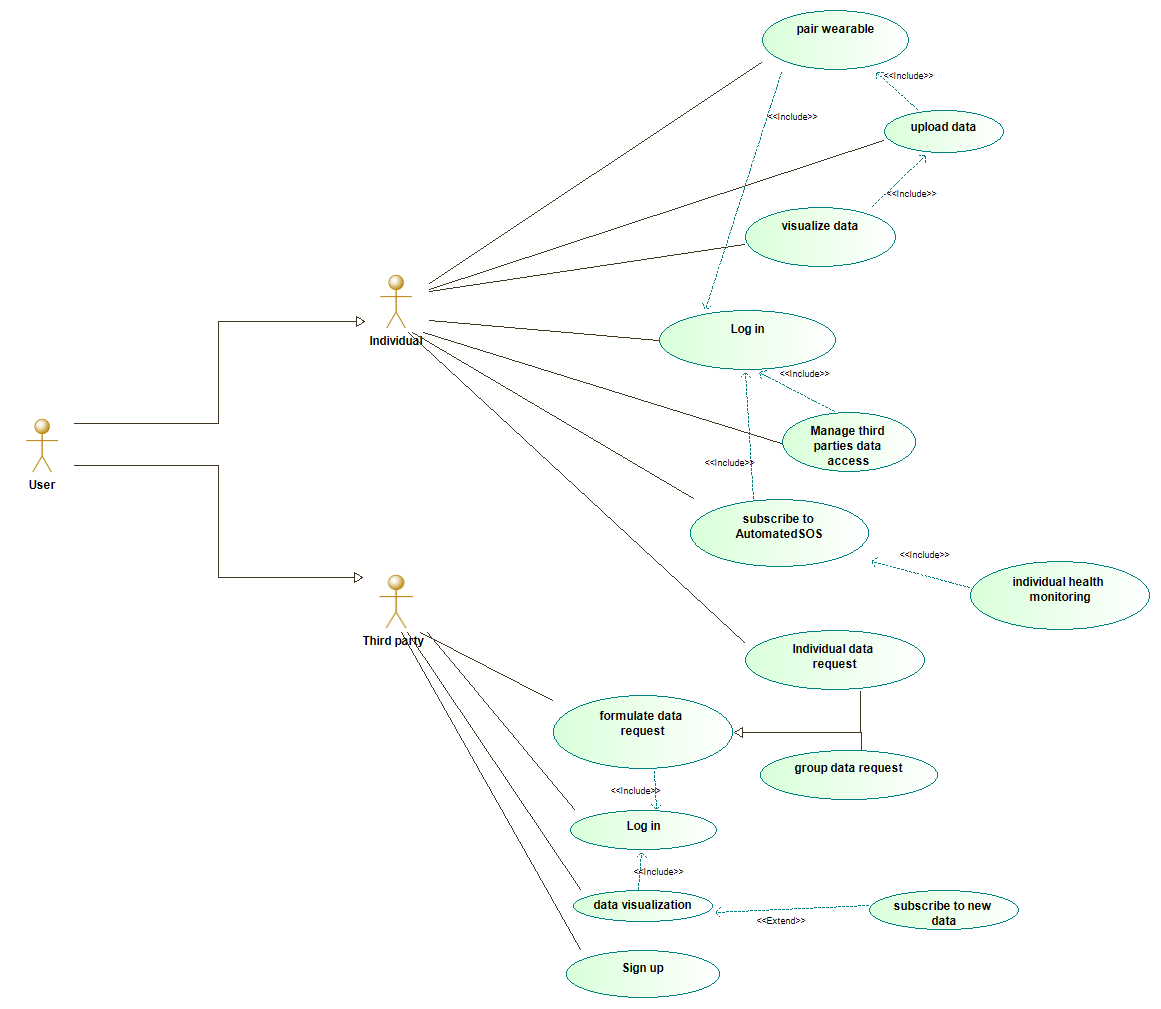 pair wearable
<<Include>>
<<Include>>
upload data
<<Include>>
visualize data
Individual
Log in
<<Include>>
User
Manage third
parties data
access
<<Include>>
subscribe to
AutomatedSOS
<<Include>>
individual health
monitoring
Third party
Individual data
request
formulate data
request
group data request
<<Include>>
Log in
<<Include>>
data visualization
<<Extend>>
subscribe to new
data
Sign up